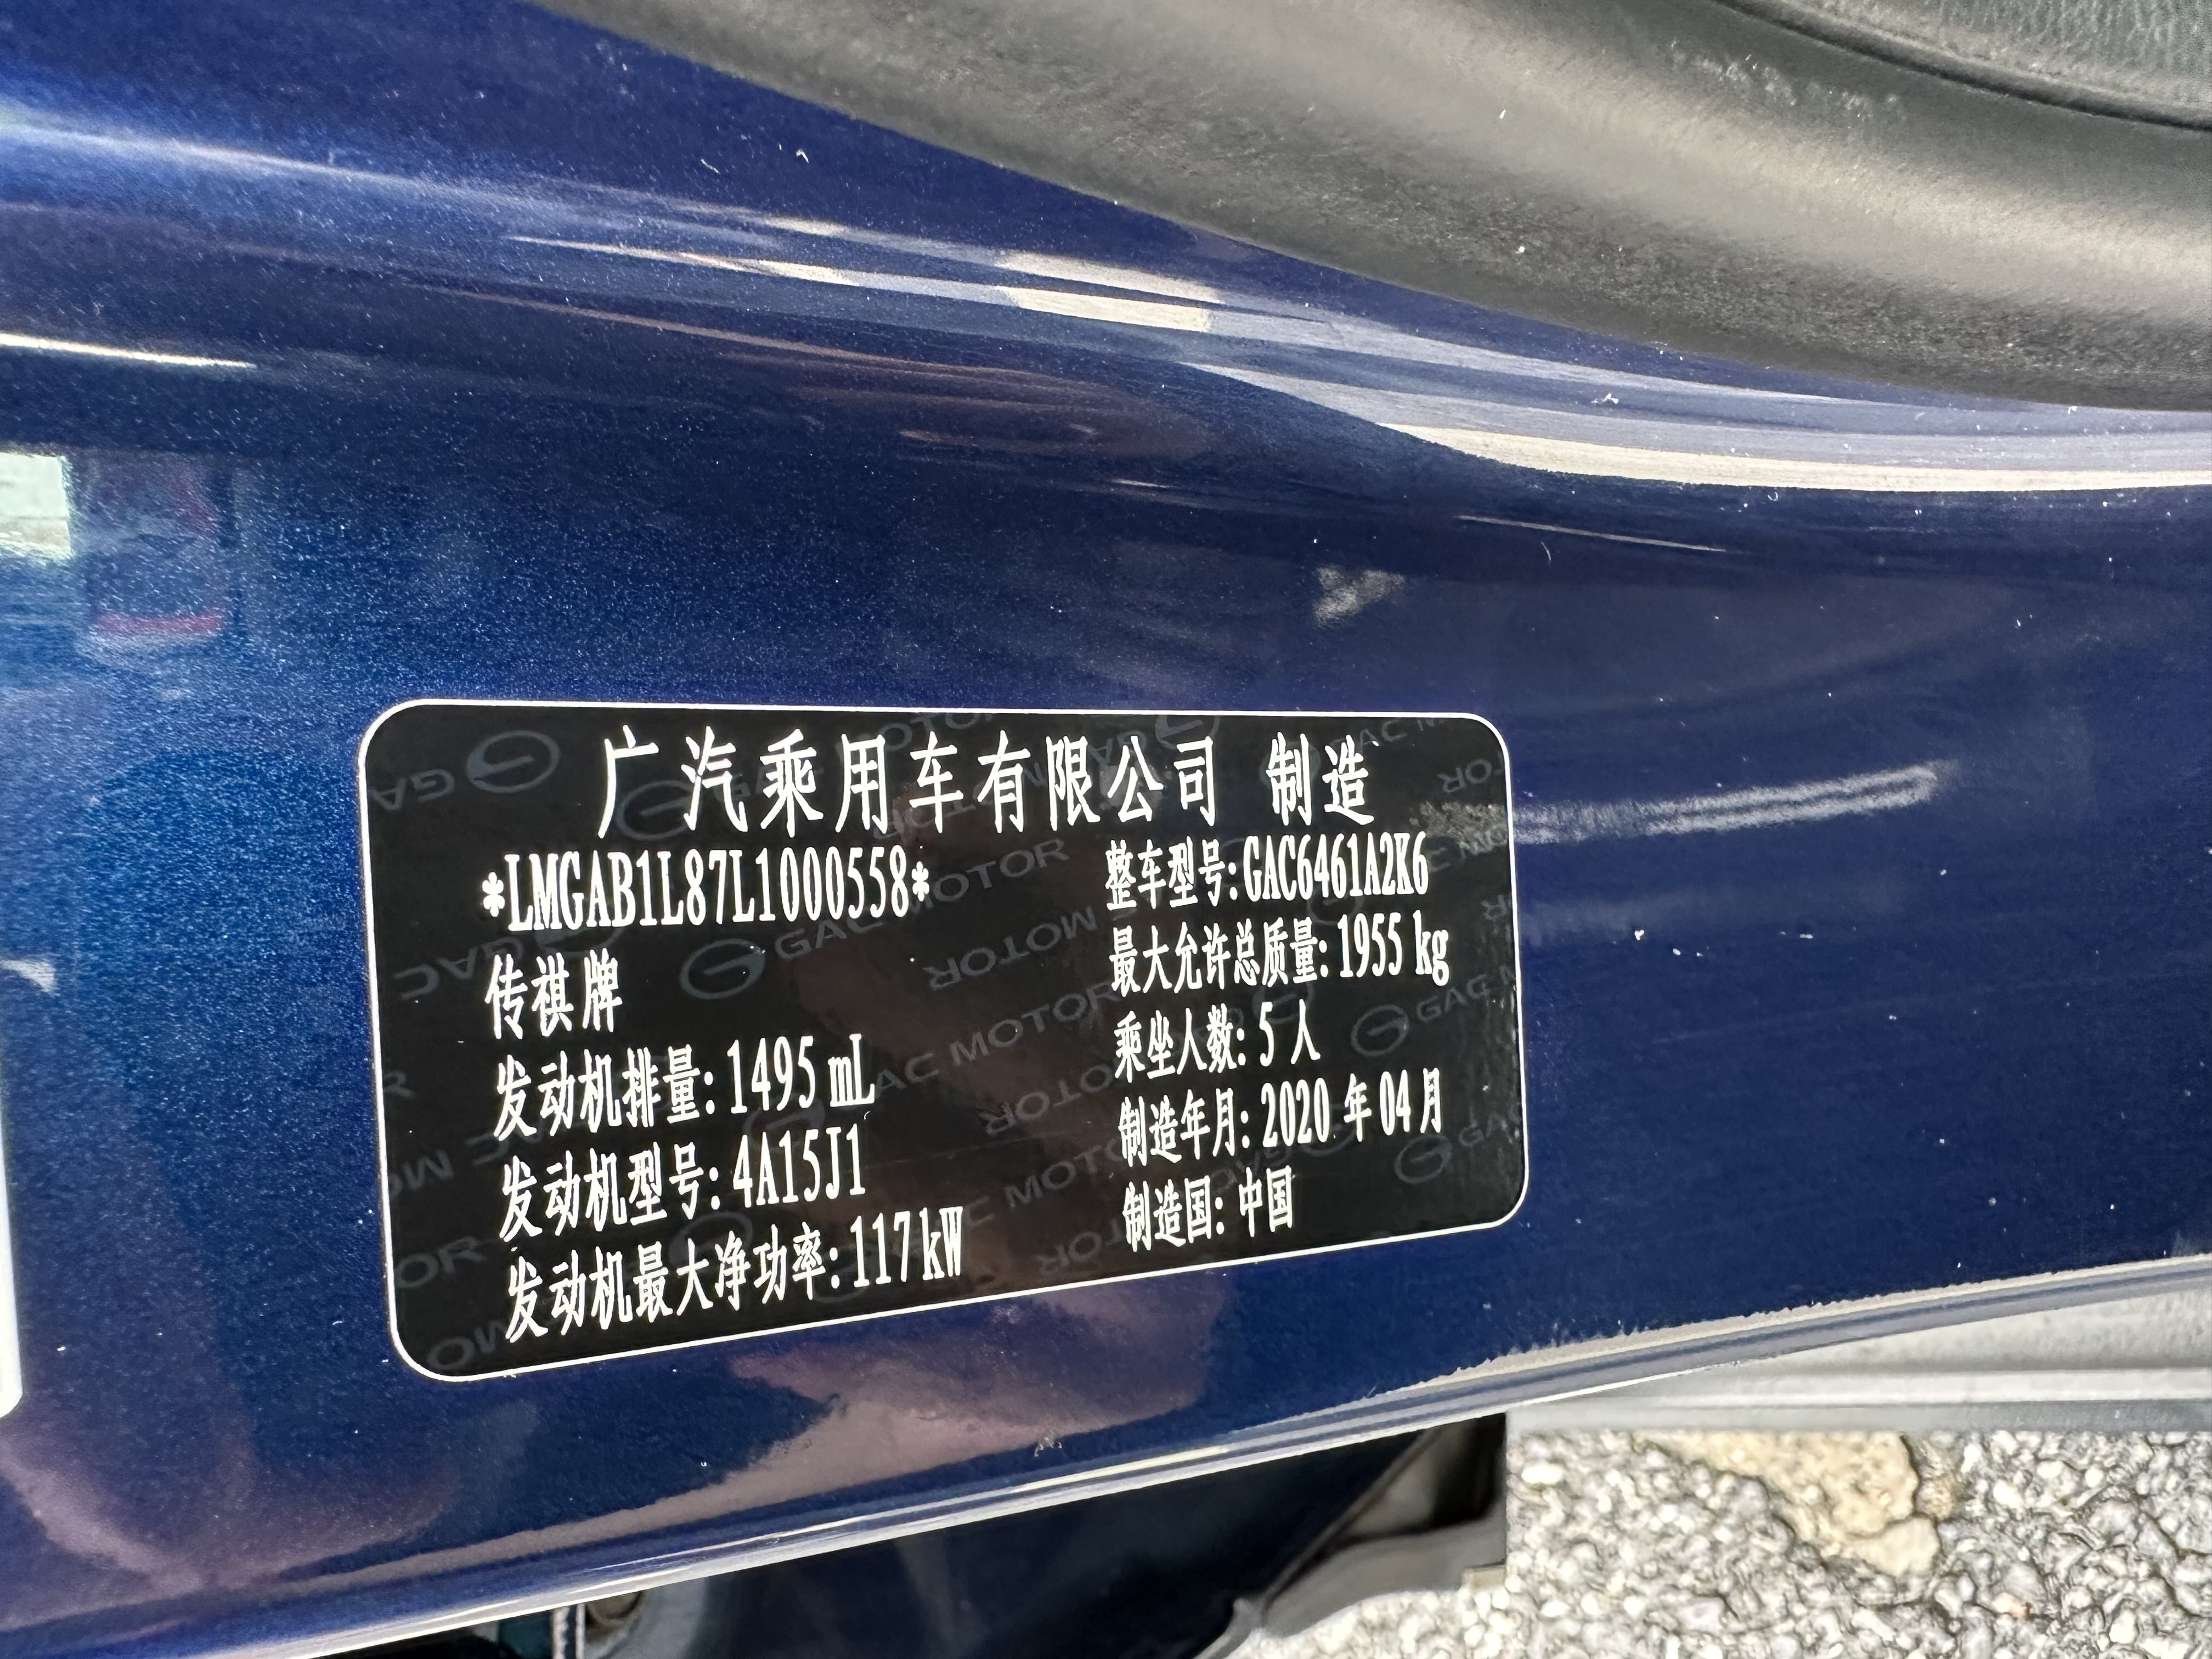 广汽乘用车有限公司 制造
*LMGAB1L87L1000558*
传祺牌
发动机排量: 1495 mL
发动机型号: 4A15J1
发动机最大净功率: 117 kW
整车型号: GAC6461A2K6
最大允许总质量: 1955 kg
乘坐人数: 5 人
制造年月: 2020 年 04 月
制造国: 中国
GAC MOTOR